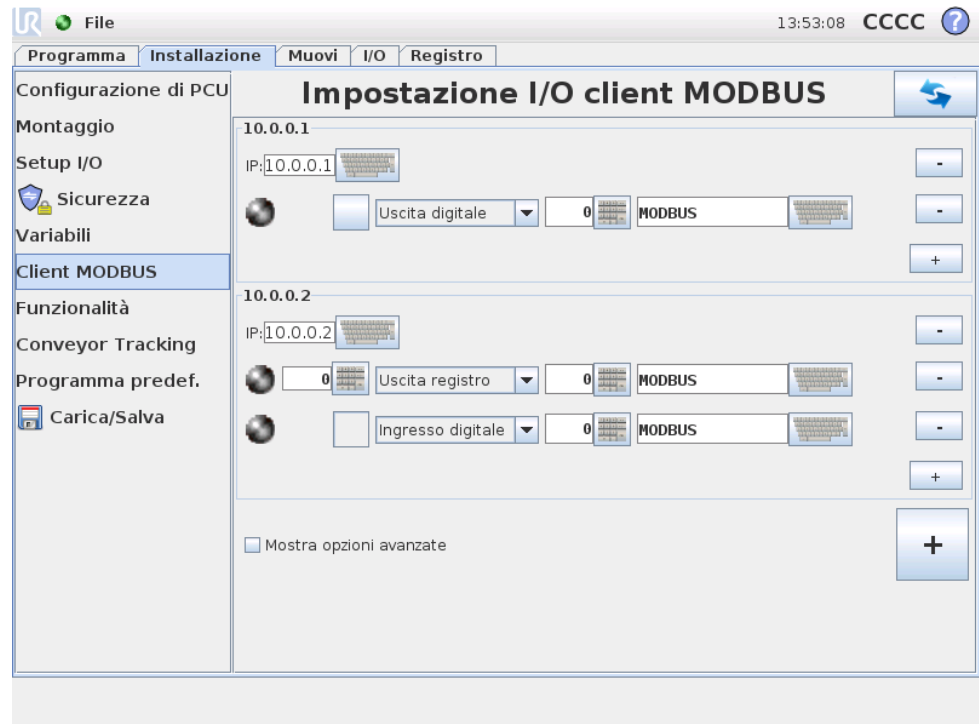 UR File 13:53:08 CCCC ?
Programma Installazione Muovi I/O Registro
Configurazione di PCU
Montaggio
Setup I/O
Sicurezza
Variabili
Client MODBUS
Funzionalità
Conveyor Tracking
Programma predef.
Carica/Salva
Impostazione I/O client MODBUS
10.0.0.1
IP: 10.0.0.1 -
Uscita digitale 0 MODBUS -
+
10.0.0.2
IP: 10.0.0.2 -
0 Uscita registro 0 MODBUS -
Ingresso digitale 0 MODBUS -
+
Mostra opzioni avanzate +